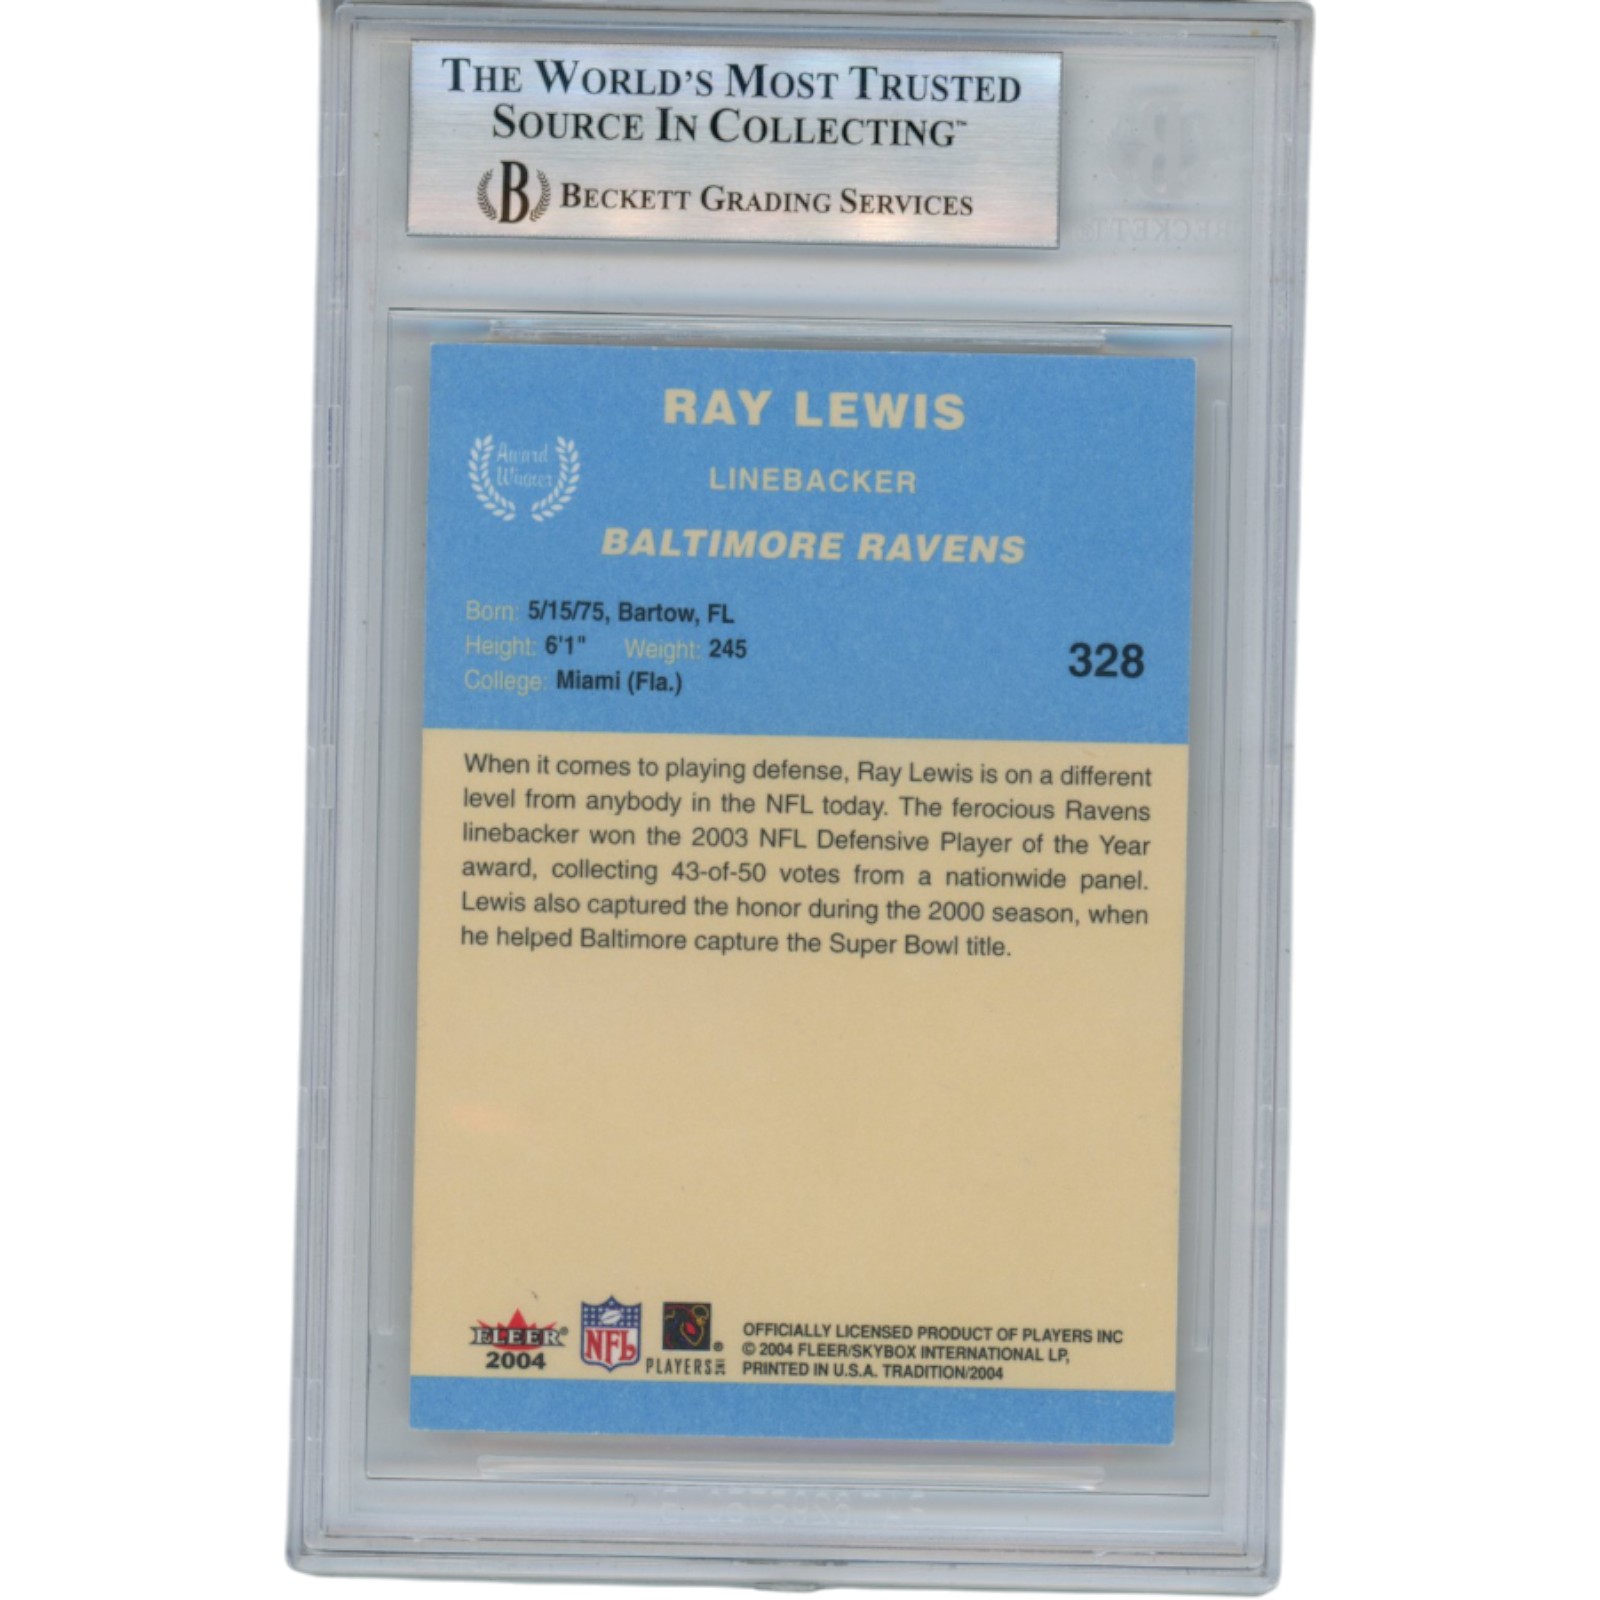 THE WORLD'S MOST TRUSTED
SOURCE IN COLLECTING™
B BECKETT GRADING SERVICES
RAY LEWIS
Award
Winner
LINEBACKER
BALTIMORE RAVENS
Born: 5/15/75, Bartow, FL
Height: 6'1" Weight: 245
College: Miami (Fla.)
328
When it comes to playing defense, Ray Lewis is on a different
level from anybody in the NFL today. The ferocious Ravens
linebacker won the 2003 NFL Defensive Player of the Year
award, collecting 43-of-50 votes from a nationwide panel.
Lewis also captured the honor during the 2000 season, when
he helped Baltimore capture the Super Bowl title.
FLEER®
2004
NFL
PLAYERS INC
OFFICIALLY LICENSED PRODUCT OF PLAYERS INC
© 2004 FLEER/SKYBOX INTERNATIONAL LP,
PRINTED IN U.S.A. TRADITION/2004